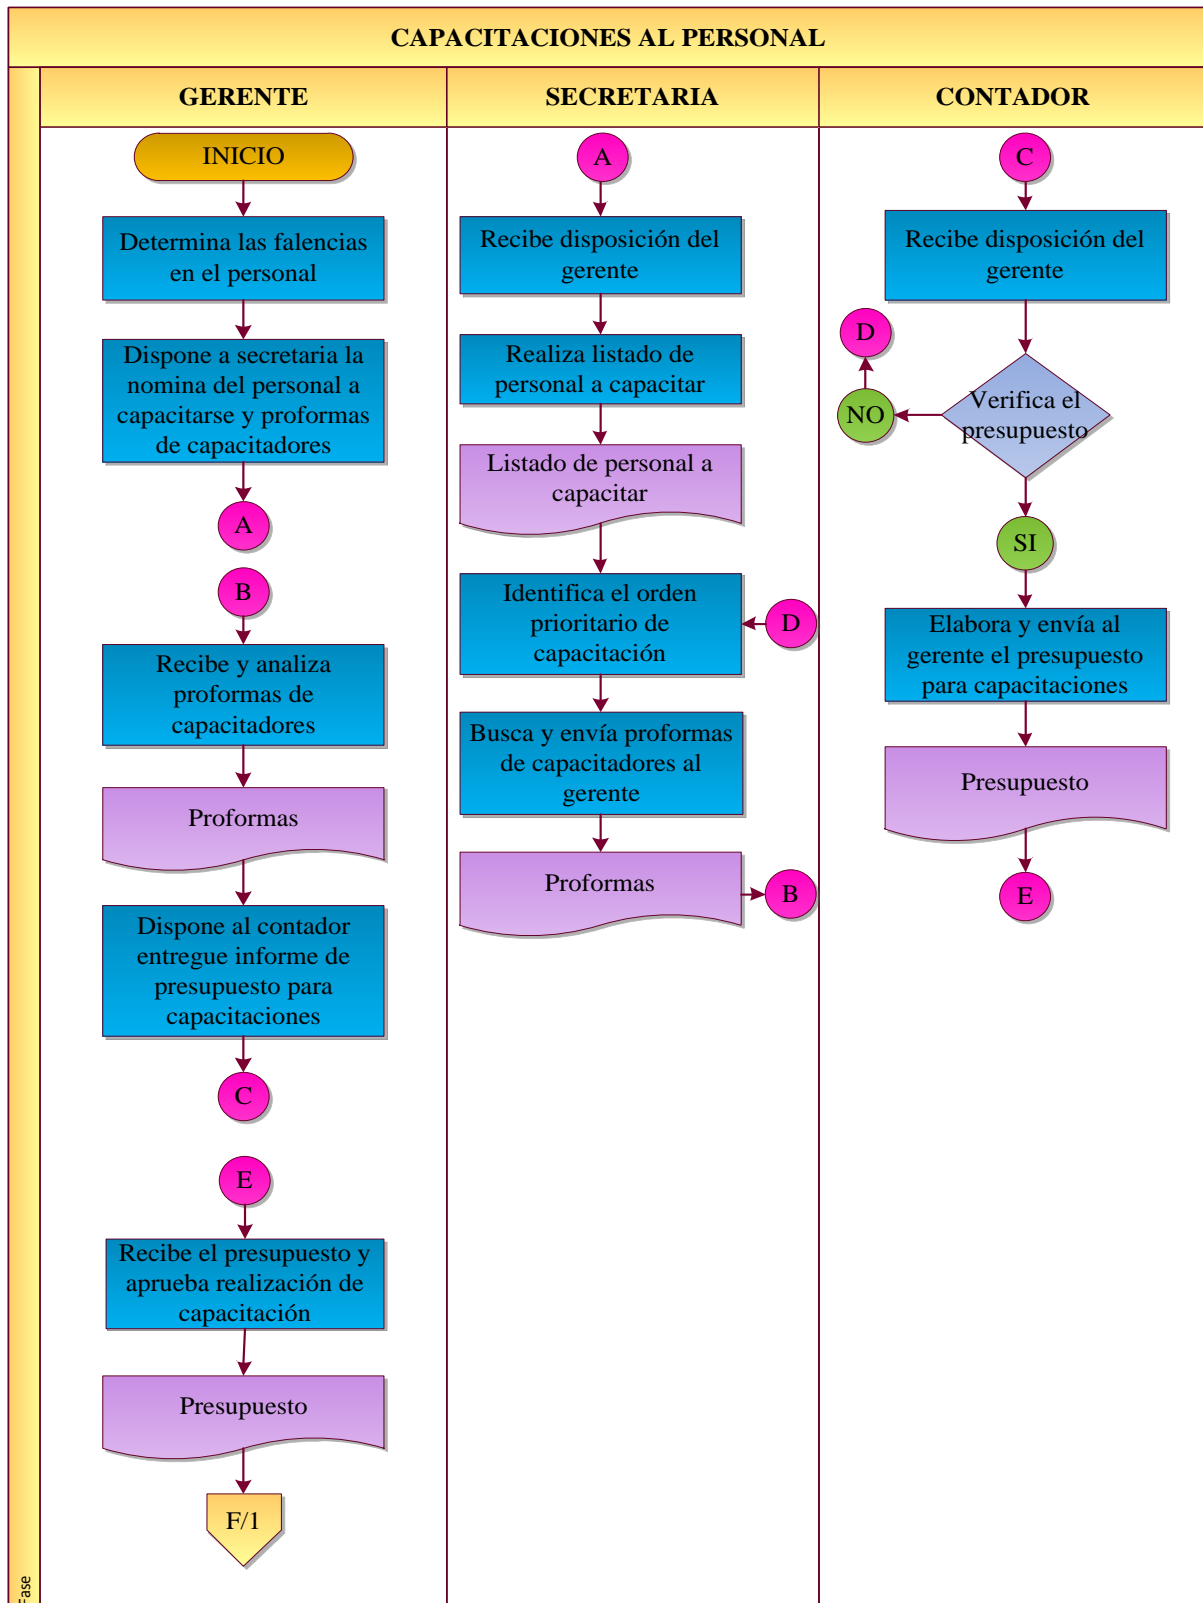 CAPACITACIONES AL PERSONAL
GERENTE
SECRETARIA
CONTADOR
INICIO
Determina las falencias
en el personal
Dispone a secretaria la
nomina del personal a
capacitarse y proformas
de capacitadores
A
B
Recibe y analiza
proformas de
capacitadores
Proformas
Dispone al contador
entregue informe de
presupuesto para
capacitaciones
C
E
Recibe el presupuesto y
aprueba realización de
capacitación
Presupuesto
F/1
A
Recibe disposición del
gerente
Realiza listado de
personal a capacitar
Listado de personal a
capacitar
Identifica el orden
prioritario de
capacitación
D
Busca y envía proformas
de capacitadores al
gerente
Proformas
B
C
Recibe disposición del
gerente
D
NO
Verifica el
presupuesto
SI
Elabora y envía al
gerente el presupuesto
para capacitaciones
Presupuesto
E
Fase